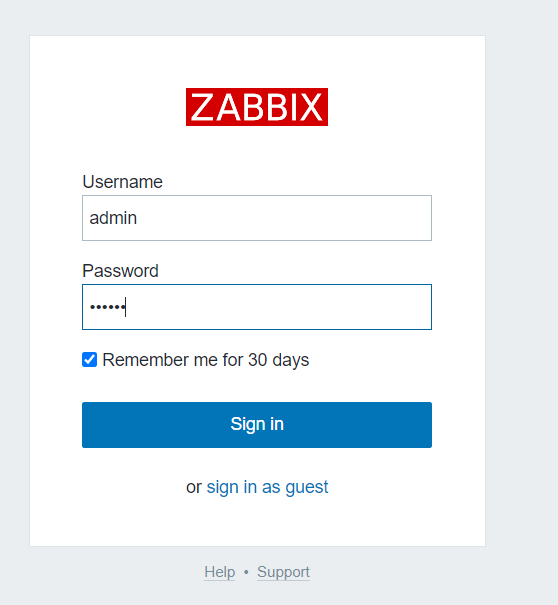 ZABBIX
Username
admin
Password
••••••
Remember me for 30 days
Sign in
or sign in as guest
Help • Support